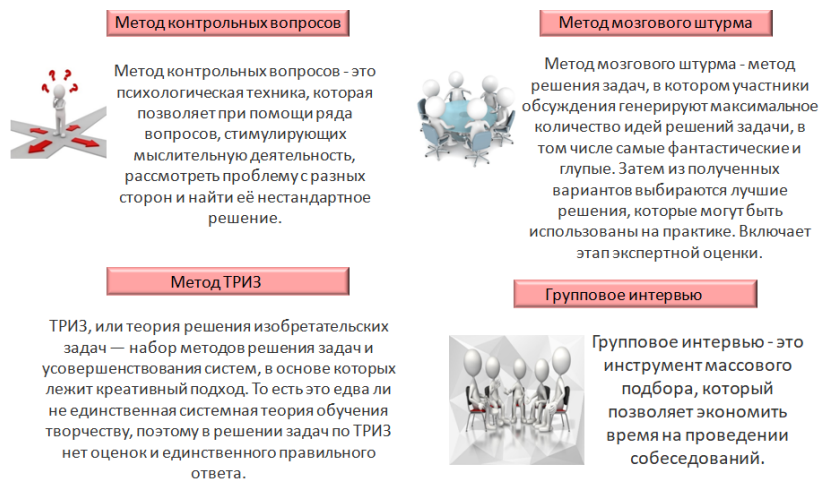 Метод контрольных вопросов
Метод контрольных вопросов - это
психологическая техника, которая
позволяет при помощи ряда
вопросов, стимулирующих
мыслительную деятельность,
рассмотреть проблему с разных
сторон и найти её нестандартное
решение.
Метод мозгового штурма
Метод мозгового штурма - метод
решения задач, в котором участники
обсуждения генерируют максимальное
количество идей решений задачи, в
том числе самые фантастические и
глупые. Затем из полученных
вариантов выбираются лучшие
решения, которые могут быть
использованы на практике. Включает
этап экспертной оценки.
Метод ТРИЗ
ТРИЗ, или теория решения изобретательских
задач — набор методов решения задач и
усовершенствования систем, в основе которых
лежит креативный подход. То есть это едва ли
не единственная системная теория обучения
творчеству, поэтому в решении задач по ТРИЗ
нет оценок и единственного правильного
ответа.
Групповое интервью
Групповое интервью - это
инструмент массового
подбора, который
позволяет экономить
время на проведении
собеседований.